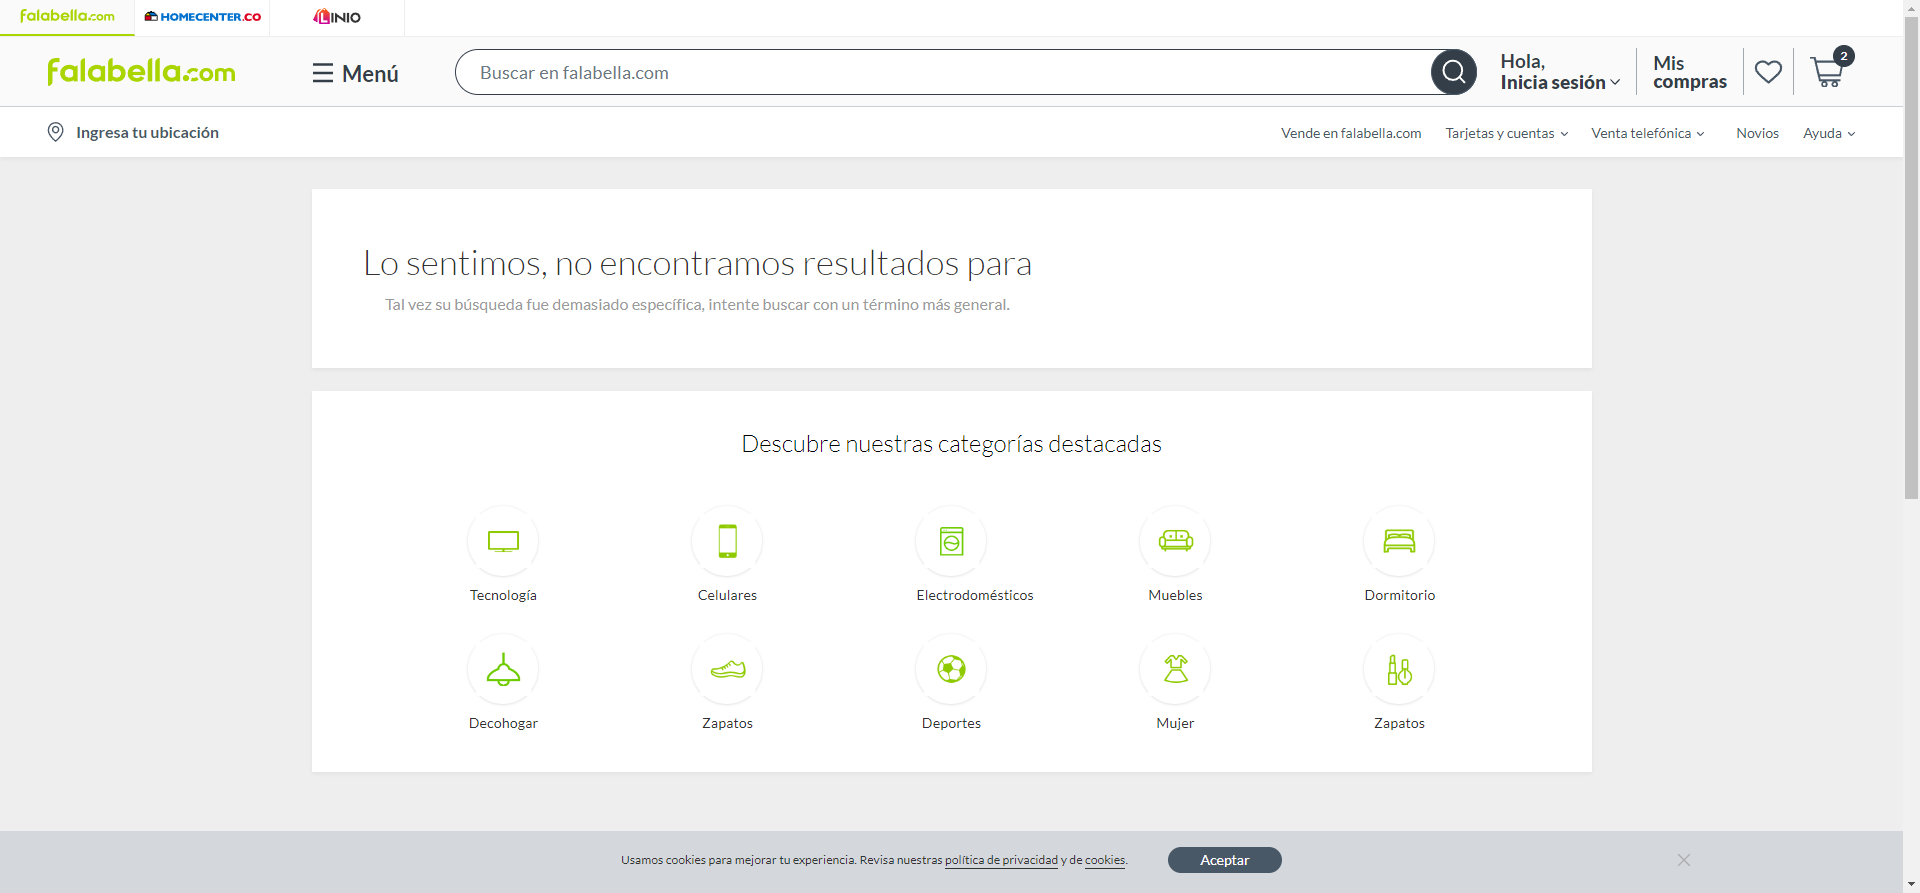 falabella.com
HOMECENTER.CO
LINIO
falabella.com
Menú
Buscar en falabella.com
Hola,
Inicia sesión
Mis
compras
2
Ingresa tu ubicación
Vende en falabella.com
Tarjetas y cuentas
Venta telefónica
Novios
Ayuda
Lo sentimos, no encontramos resultados para
Tal vez su búsqueda fue demasiado específica, intente buscar con un término más general.
Descubre nuestras categorías destacadas
Tecnología
Celulares
Electrodomésticos
Muebles
Dormitorio
Decohogar
Zapatos
Deportes
Mujer
Zapatos
Usamos cookies para mejorar tu experiencia. Revisa nuestras política de privacidad y de cookies.
Aceptar